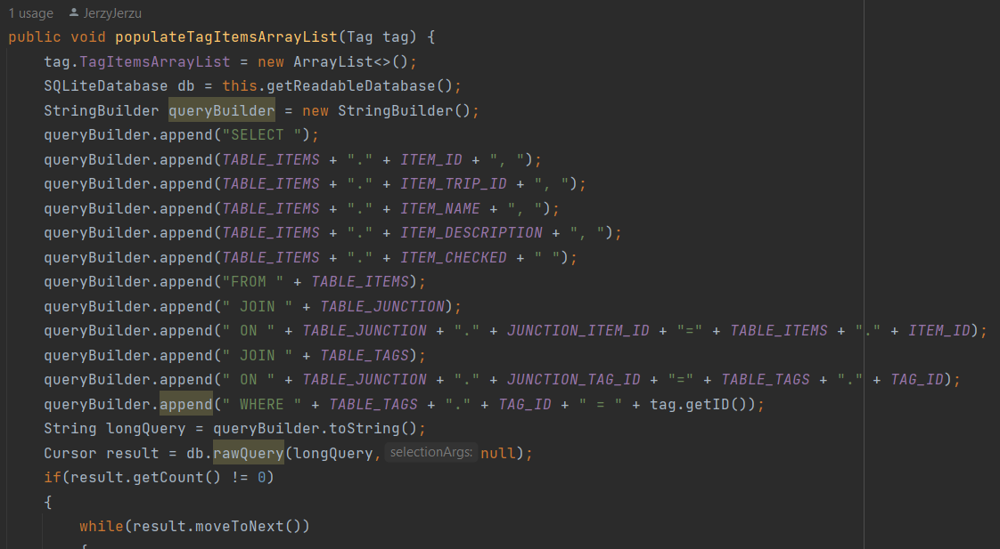 1 usage JerzyJerzu
public void populateTagItemsArrayList(Tag tag) {
tag.TagItemsArrayList = new ArrayList<>();
SQLiteDatabase db = this.getReadableDatabase();
StringBuilder queryBuilder = new StringBuilder();
queryBuilder.append("SELECT ");
queryBuilder.append(TABLE_ITEMS + "." + ITEM_ID + ", ");
queryBuilder.append(TABLE_ITEMS + "." + ITEM_TRIP_ID + ", ");
queryBuilder.append(TABLE_ITEMS + "." + ITEM_NAME + ", ");
queryBuilder.append(TABLE_ITEMS + "." + ITEM_DESCRIPTION + ", ");
queryBuilder.append(TABLE_ITEMS + "." + ITEM_CHECKED + " ");
queryBuilder.append("FROM " + TABLE_ITEMS);
queryBuilder.append(" JOIN " + TABLE_JUNCTION);
queryBuilder.append(" ON " + TABLE_JUNCTION + "." + JUNCTION_ITEM_ID + "=" + TABLE_ITEMS + "." + ITEM_ID);
queryBuilder.append(" JOIN " + TABLE_TAGS);
queryBuilder.append(" ON " + TABLE_JUNCTION + "." + JUNCTION_TAG_ID + "=" + TABLE_TAGS + "." + TAG_ID);
queryBuilder.append(" WHERE " + TABLE_TAGS + "." + TAG_ID + " = " + tag.getID());
String longQuery = queryBuilder.toString();
Cursor result = db.rawQuery(longQuery, selectionArgs: null);
if(result.getCount() != 0)
{
while(result.moveToNext())
{